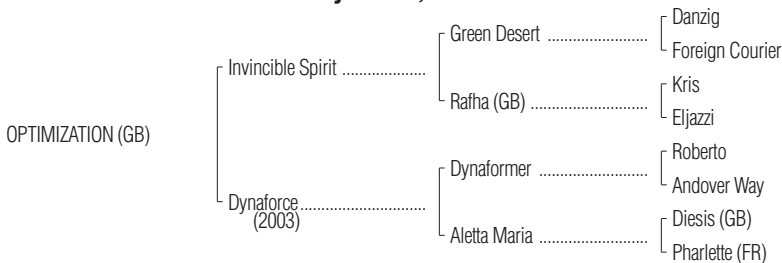 Danzig
Green Desert ....................
Foreign Courier
Invincible Spirit ....................
Kris
Rafha (GB) ........................
Eljazzi
OPTIMIZATION (GB)
Roberto
Dynaformer ......................
Andover Way
Dynaforce ..............................
(2003)
Diesis (GB)
Aletta Maria ......................
Pharlette (FR)